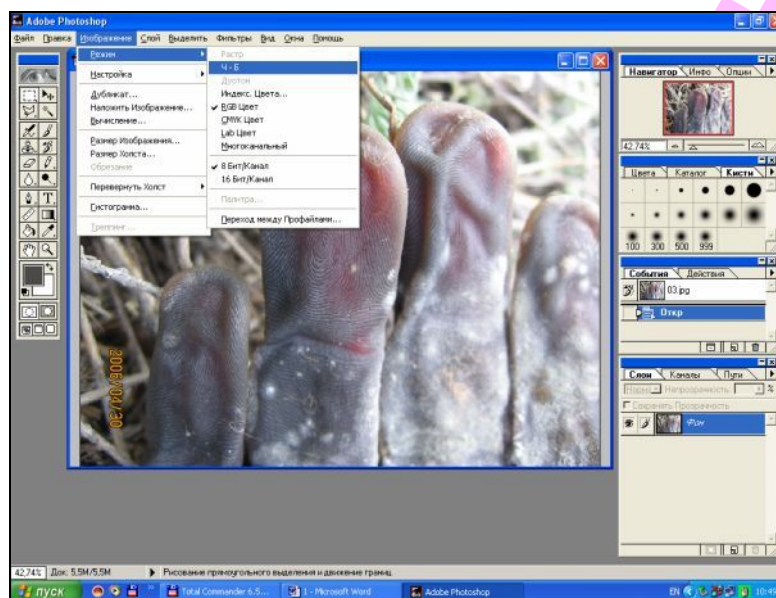 Adobe Photoshop
Файл Правка Изображение Слой Выделить Фильтры Вид Окна Помощь
Режим
Настройка
Дубликат...
Наложить Изображение...
Вычисление...
Размер Изображения...
Размер Холста...
Обрезание
Перевернуть Холст
Гистограмма...
Треппинг...
Растр
Ч - Б
Дуотон
Индекс. Цвета...
RGB Цвет
CMYK Цвет
Lab Цвет
Многоканальный
8 Бит/Канал
16 Бит/Канал
Палитра...
Переход между Профайлами...
2006/04/30
Навигатор Инфо Опции
42.74%
Цвета Каталог Кисти
100 300 500 999
События Действия
03.jpg
Откр
Слои Каналы Пути
Непрозрачность: %
Сохранять Прозрачность
Фон
42,74% Док: 5,5M/5,5M Рисование прямоугольного выделения и движение границ
пуск Total Commander 6.5... 1 - Microsoft Word Adobe Photoshop EN 10:49